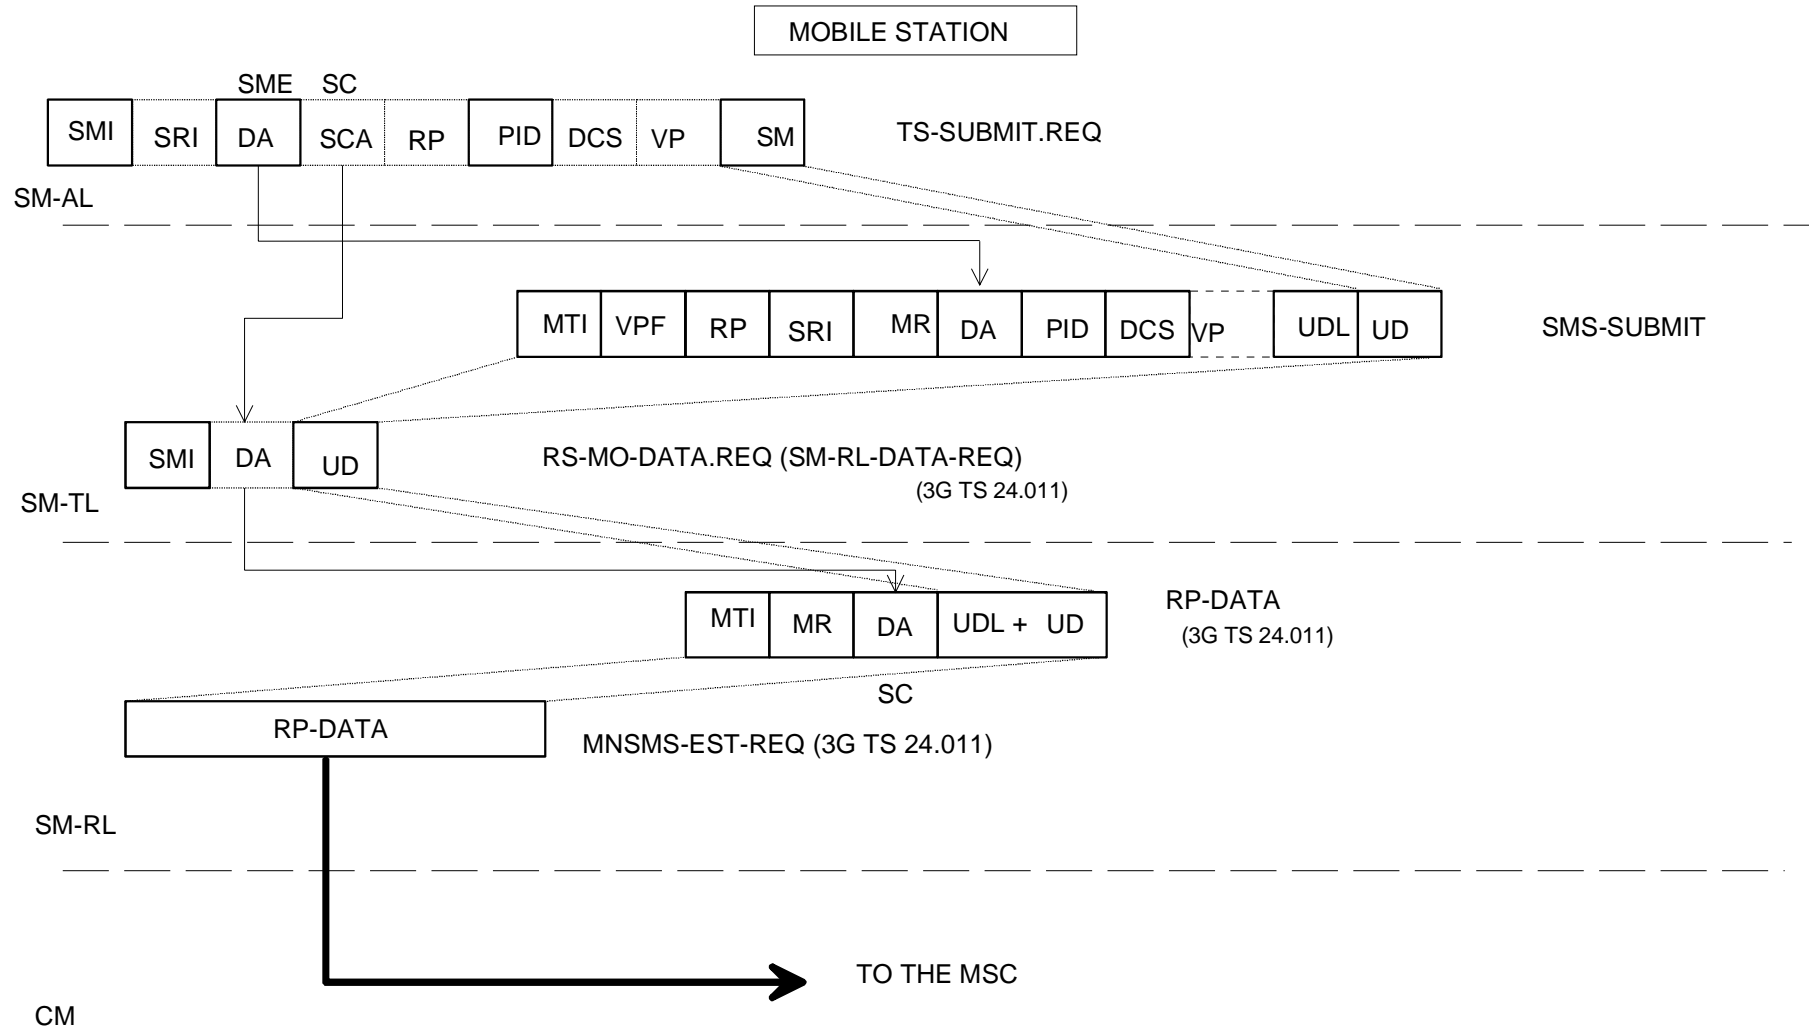 MOBILE STATION
SME SC
SMI SRI DA SCA RP PID DCS VP SM
TS-SUBMIT.REQ
SM-AL
MTI VPF RP SRI MR DA PID DCS VP UDL UD
SMS-SUBMIT
SMI DA UD
RS-MO-DATA.REQ (SM-RL-DATA-REQ)
(3G TS 24.011)
SM-TL
MTI MR DA UDL + UD
RP-DATA
(3G TS 24.011)
SC
RP-DATA
MNSMS-EST-REQ (3G TS 24.011)
SM-RL
TO THE MSC
CM